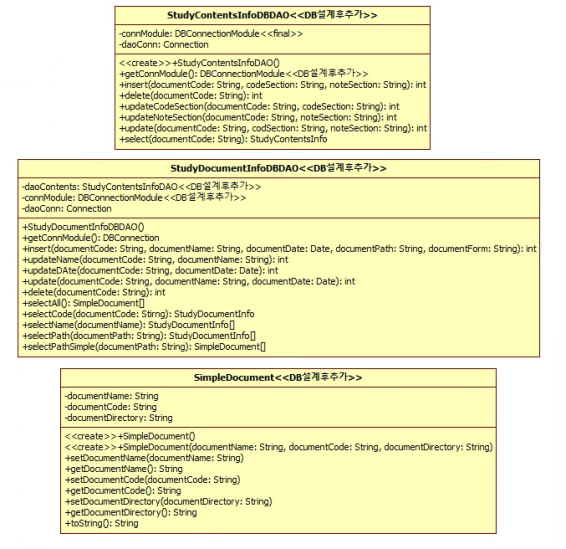 StudyContentsInfoDBDAO<<DB설계후추가>>
-connModule: DBConnectionModule<<final>>
-daoConn: Connection
<<create>>+StudyContentsInfoDAO()
+getConnModule(): DBConnectionModule<<DB설계후추가>>
+insert(documentCode: String, codeSection: String, noteSection: String): int
+delete(documentCode: String): int
+updateCodeSection(documentCode: String, codeSection: String): int
+updateNoteSection(documentCode: String, noteSection: String): int
+update(documentCode: String, codSection: String, noteSection: String): int
+select(documentCode: String): StudyContentsInfo
StudyDocumentInfoDBDAO<<DB설계후추가>>
-daoContents: StudyContentsInfoDAO<<DB설계후추가>>
-connModule: DBConnectionModule<<DB설계후추가>>
-daoConn: Connection
+StudyDocumentInfoDBDAO()
+getConnModule(): DBConnection
+insert(documentCode: String, documentName: String, documentDate: Date, documentPath: String, documentForm: String): int
+updateName(documentCode: String, documentName: String): int
+updateDAte(documentCode: String, documentDate: Date): int
+update(documentCode: String, documentName: String, documentDate: Date): int
+delete(documentCode: String): int
+selectAll(): SimpleDocument[]
+selectCode(documentCode: Strtng): StudyDocumentInfo
+selectName(documentName): StudyDocumentInfo[]
+selectPath(documentPath: String): StudyDocumentInfo[]
+selectPathSimple(documentPath: String): SimpleDocument[]
SimpleDocument<<DB설계후추가>>
-documentName: String
-documentCode: String
-documentDirectory: String
<<create>>+SimpleDocument()
<<create>>+SimpleDocument(documentName: String, documentCode: String, documentDirectory: String)
+setDocumentName(documentName: String)
+getDocumentName(): String
+setDocumentCode(documentCode: String)
+getDocumentCode(): String
+setDocumentDirectory(documentDirectory: String)
+getDocumentDirectory(): String
+toString(): String